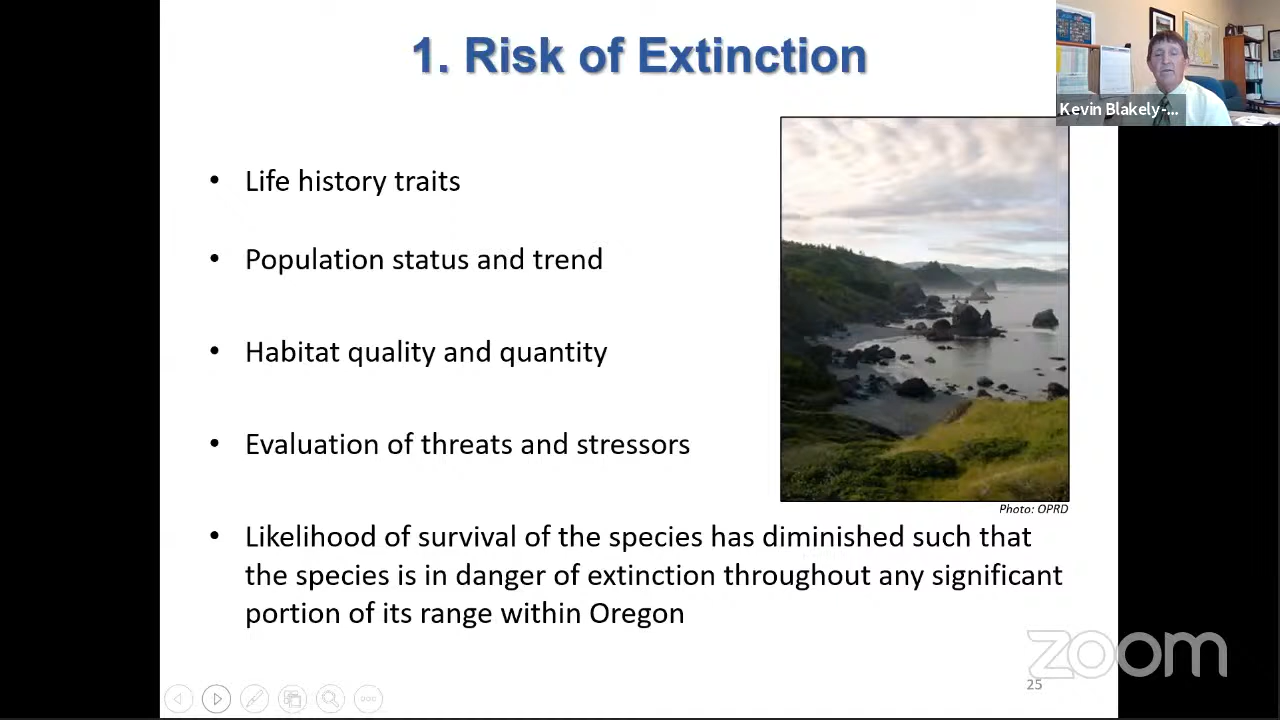 1. Risk of Extinction
Kevin Blakely-...
• Life history traits
• Population status and trend
• Habitat quality and quantity
• Evaluation of threats and stressors
Photo: OPRD
• Likelihood of survival of the species has diminished such that
the species is in danger of extinction throughout any significant
portion of its range within Oregon
zoom
25